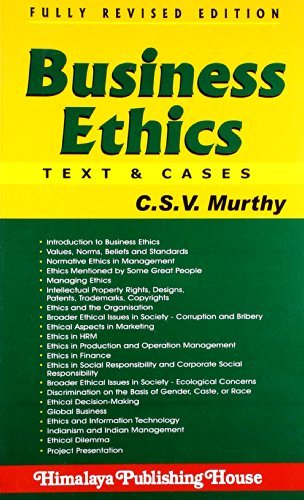 FULLY REVISED EDITION
Business
Ethics
TEXT & CASES
C.S.V. Murthy
Introduction to Business Ethics
Values, Norms, Beliefs and Standards
Normative Ethics in Management
Ethics Mentioned by Some Great People
Managing Ethics
Intellectual Property Rights, Designs,
Patents, Trademarks, Copyrights
Ethics and the Organisation
Broader Ethical Issues in Society - Corruption and Bribery
Ethical Aspects in Marketing
Ethics in HRM
Ethics in Production and Operation Management
Ethics in Finance
Ethics in Social Responsibility and Corporate Social
Responsibility
Broader Ethical Issues in Society - Ecological Concerns
Discrimination on the Basis of Gender, Caste, or Race
Ethical Decision-Making
Global Business
Ethics and Information Technology
Indianism and Indian Management
Ethical Dilemma
Project Presentation
Himalaya Publishing House